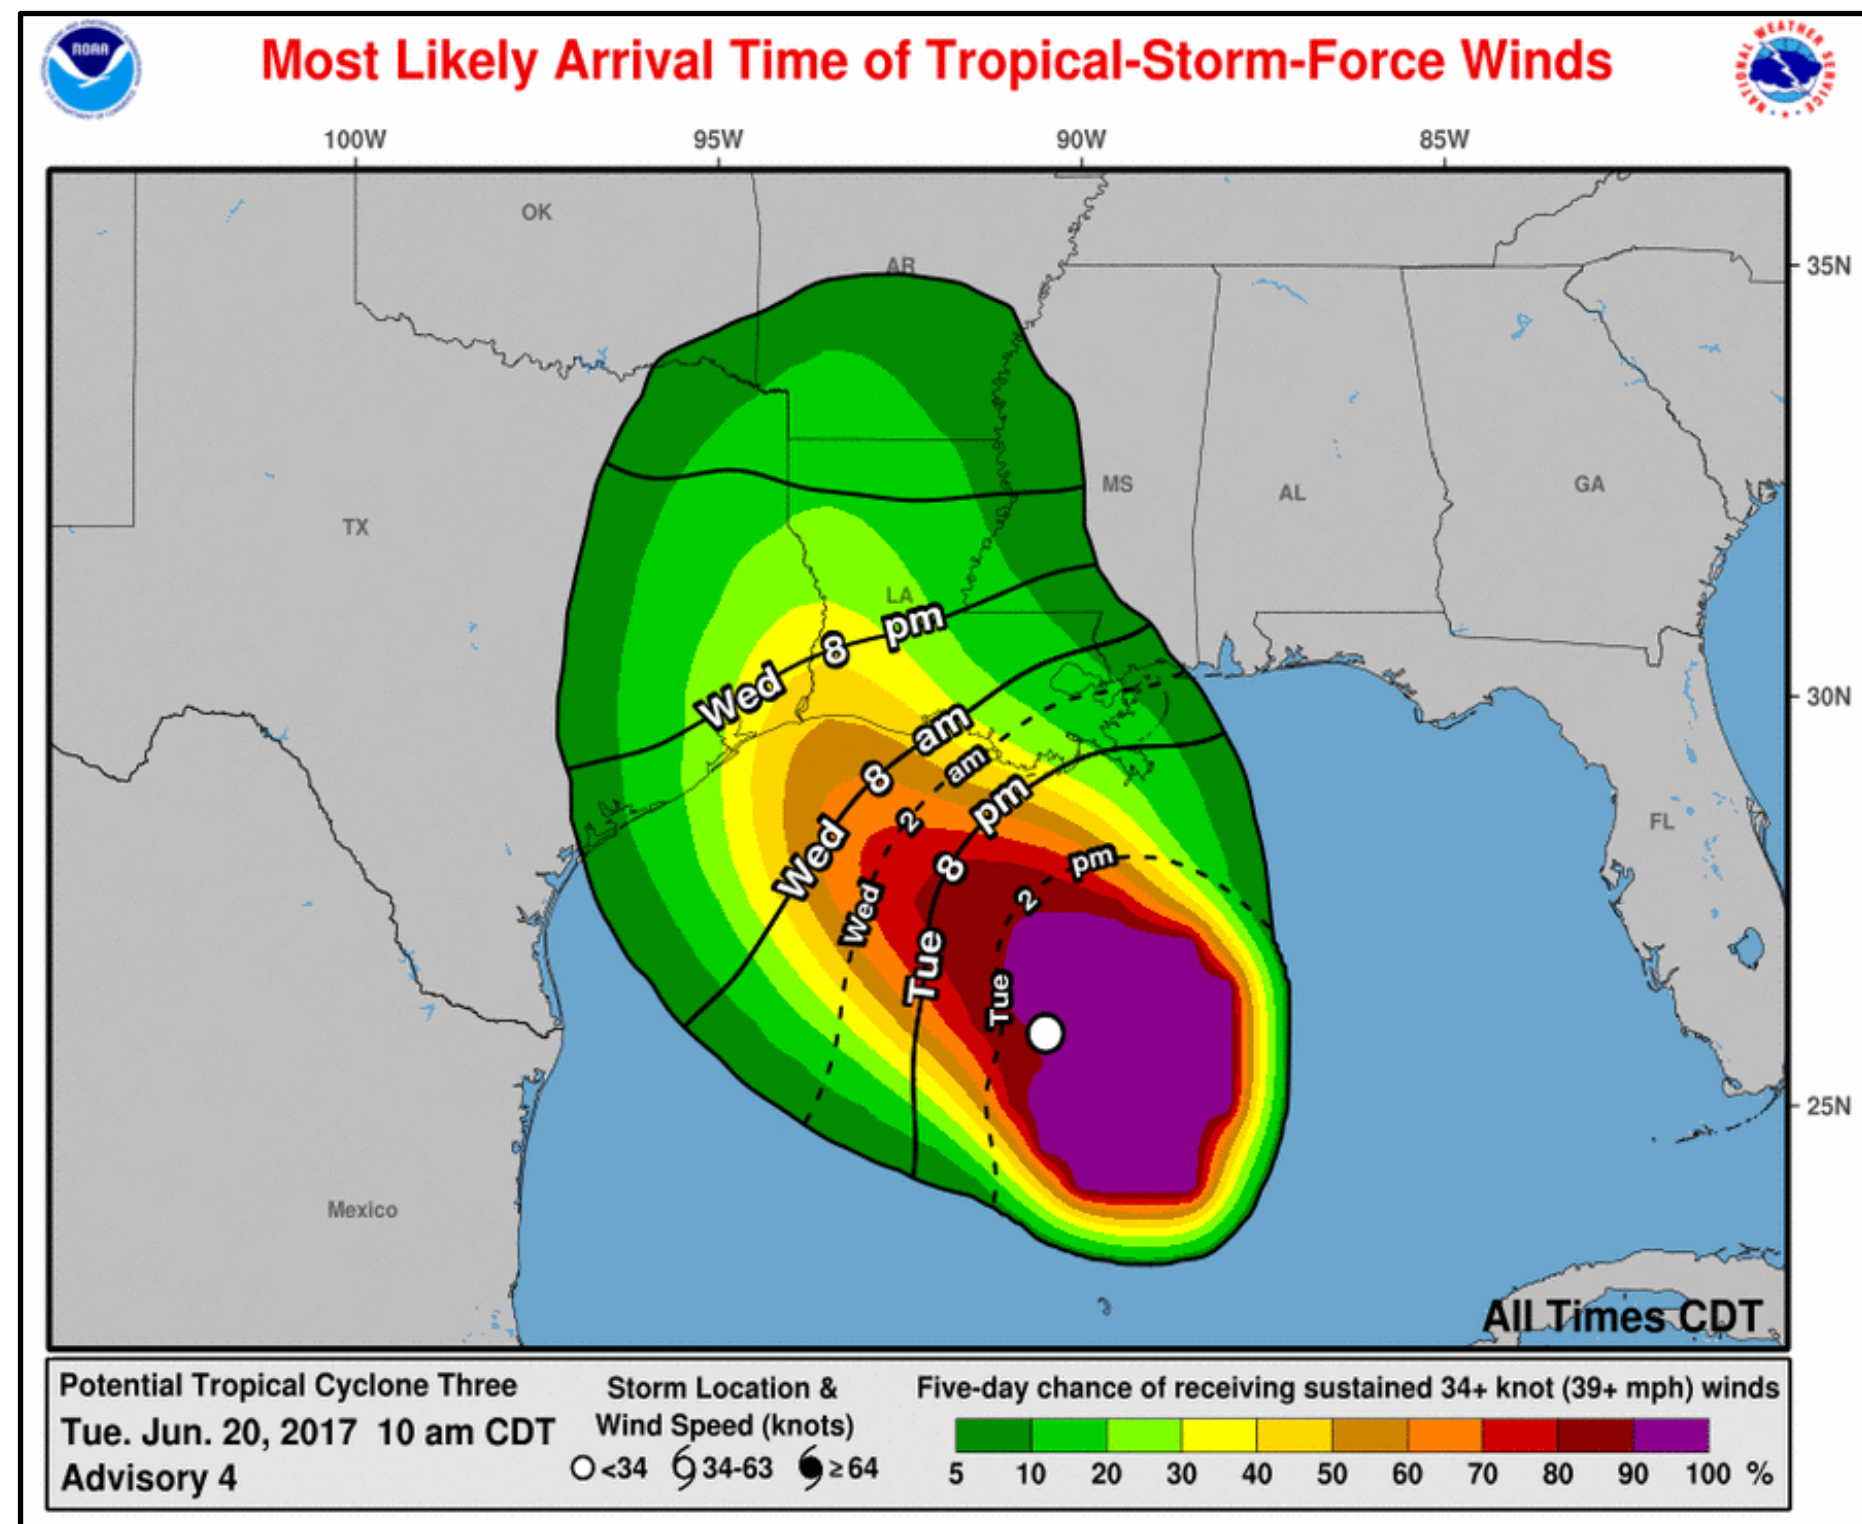 NOAA
Most Likely Arrival Time of Tropical-Storm-Force Winds
NATIONAL WEATHER SERVICE
100W 95W 90W 85W
OK
AR
35N
MS
AL
GA
TX
LA
Wed 8 pm
30N
Wed 8 am
Wed 2 am
Tue 8 pm
Tue 2 pm
FL
25N
Mexico
All Times CDT
Potential Tropical Cyclone Three
Tue. Jun. 20, 2017 10 am CDT
Advisory 4
Storm Location &
Wind Speed (knots)
<34 34-63 ≥64
Five-day chance of receiving sustained 34+ knot (39+ mph) winds
5 10 20 30 40 50 60 70 80 90 100 %